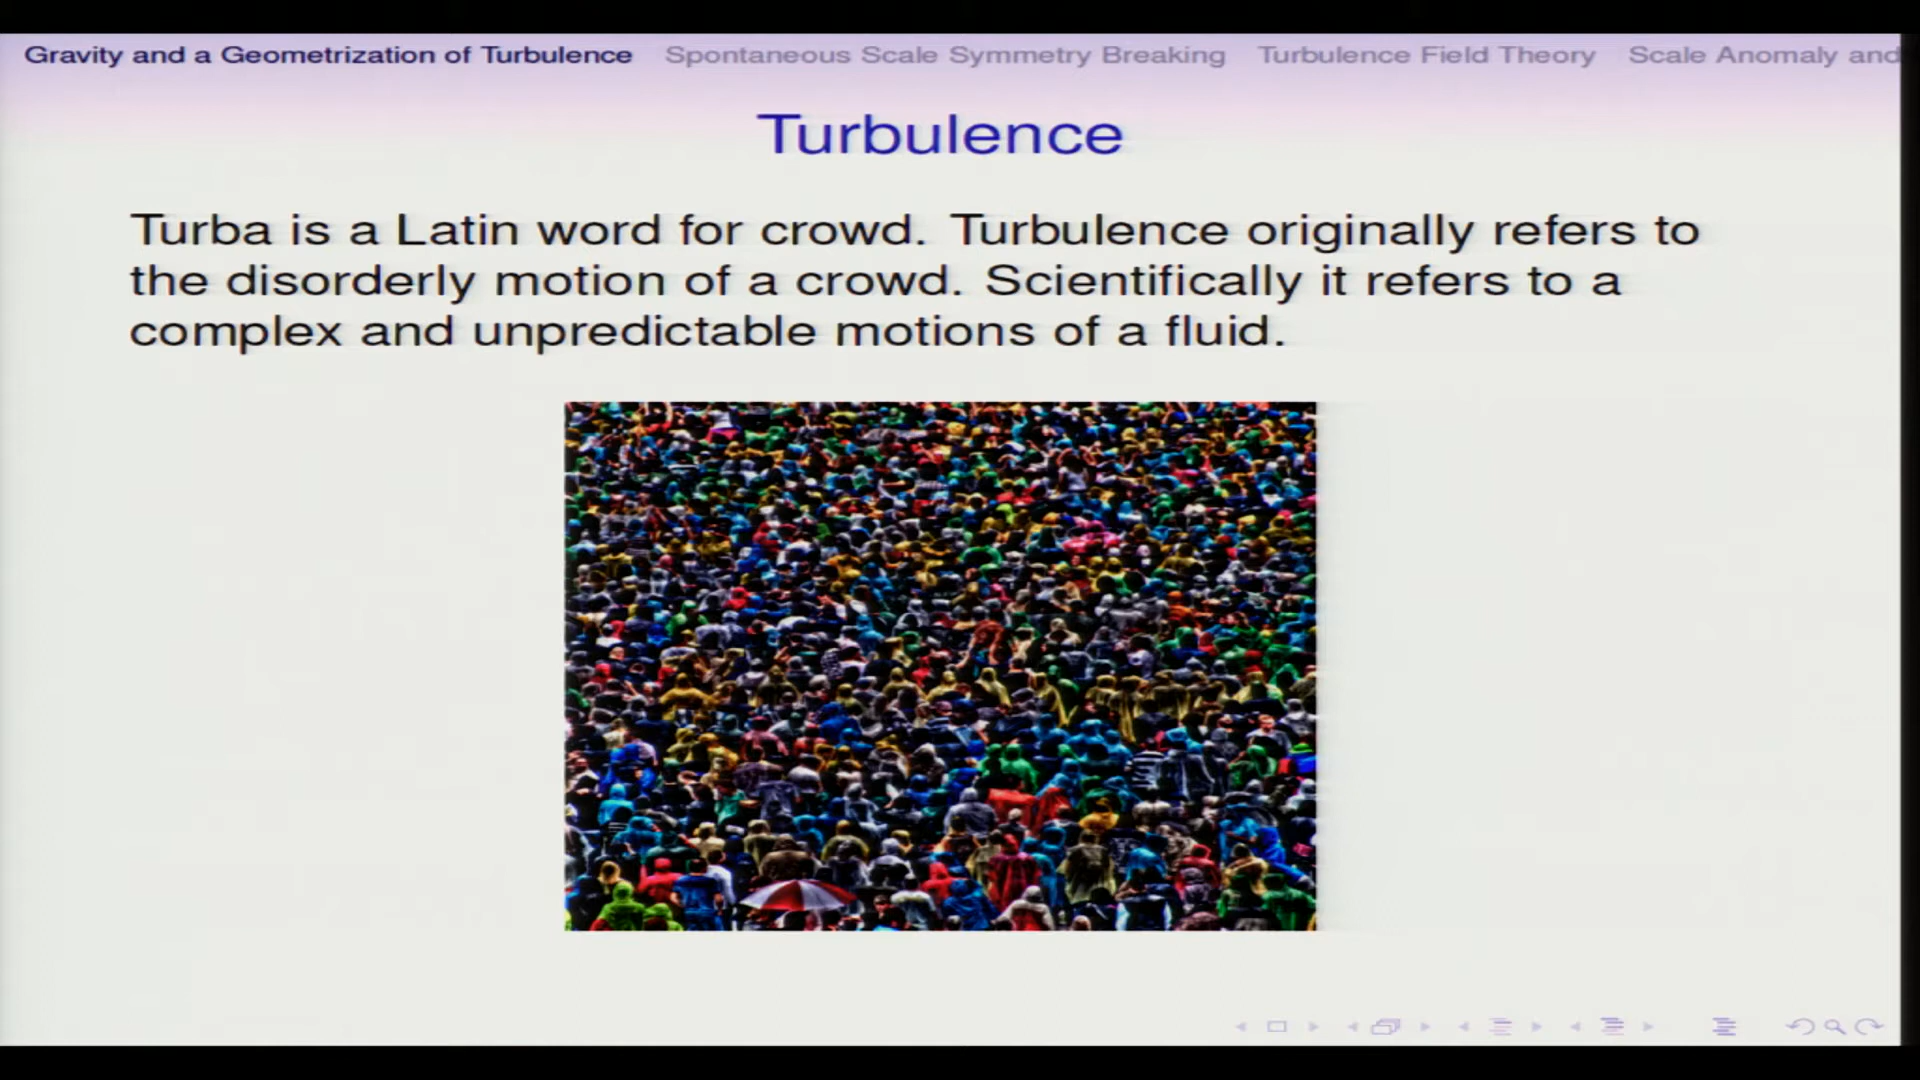 Gravity and a Geometrization of Turbulence Spontaneous Scale Symmetry Breaking Turbulence Field Theory Scale Anomaly and
Turbulence
Turba is a Latin word for crowd. Turbulence originally refers to
the disorderly motion of a crowd. Scientifically it refers to a
complex and unpredictable motions of a fluid.